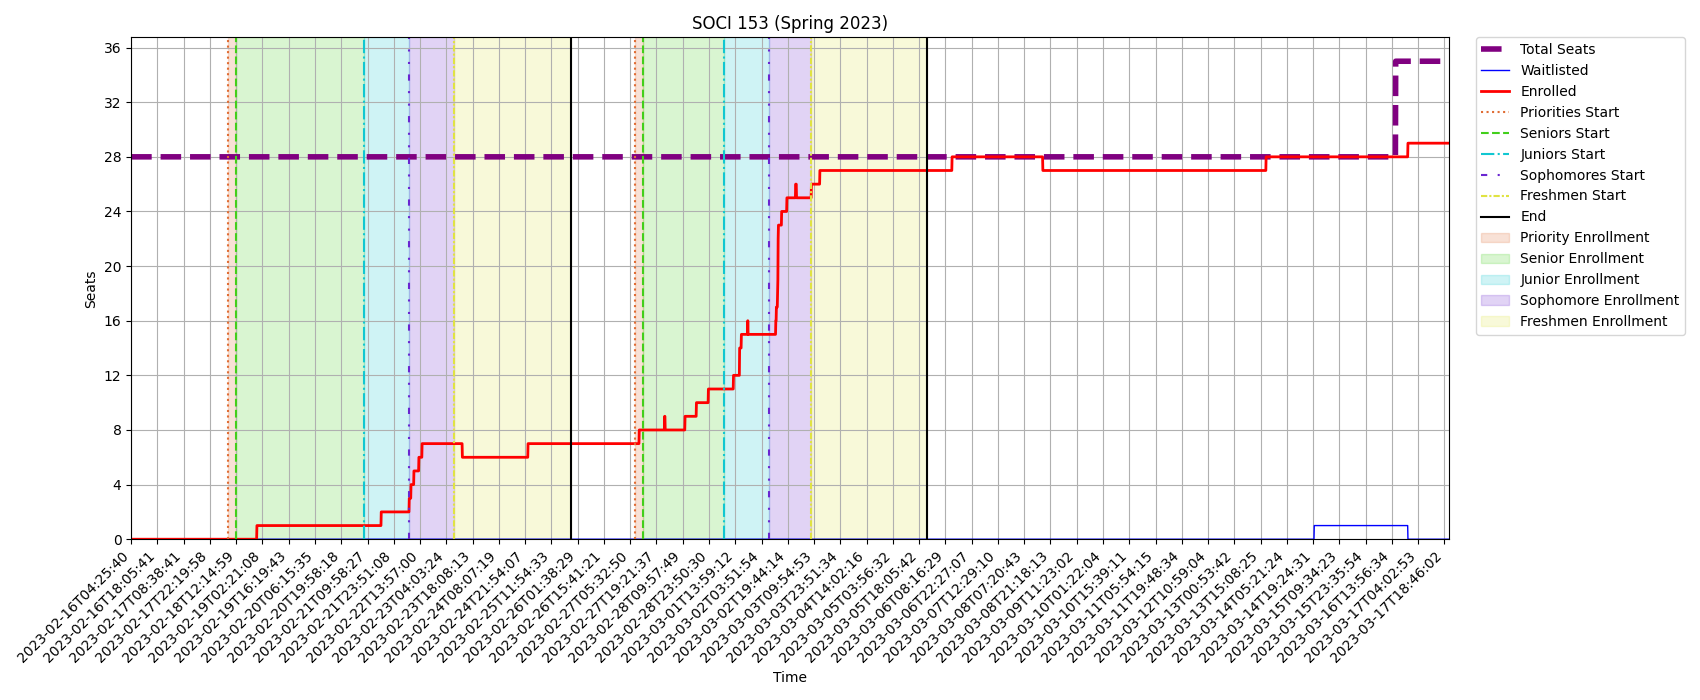 SOCI 153 (Spring 2023)
Seats
36
32
28
24
20
16
12
8
4
0
2023-02-16T04:25:40
2023-02-16T18:05:41
2023-02-17T08:38:41
2023-02-17T22:19:58
2023-02-18T12:14:59
2023-02-19T02:21:08
2023-02-19T16:19:43
2023-02-20T06:15:35
2023-02-20T19:58:18
2023-02-21T09:58:27
2023-02-21T23:51:08
2023-02-22T13:57:00
2023-02-23T04:03:24
2023-02-23T18:08:13
2023-02-24T08:07:19
2023-02-24T21:54:07
2023-02-25T11:54:33
2023-02-26T01:38:29
2023-02-26T15:41:21
2023-02-27T05:32:50
2023-02-27T19:21:37
2023-02-28T09:57:49
2023-02-28T23:50:30
2023-03-01T13:59:12
2023-03-02T03:51:54
2023-03-02T19:44:14
2023-03-03T09:54:53
2023-03-03T23:51:34
2023-03-04T14:02:16
2023-03-05T03:56:32
2023-03-05T18:05:42
2023-03-06T08:16:29
2023-03-06T22:27:07
2023-03-07T12:29:10
2023-03-08T07:20:43
2023-03-08T21:18:13
2023-03-09T11:23:02
2023-03-10T01:22:04
2023-03-10T15:39:11
2023-03-11T05:54:15
2023-03-11T19:48:34
2023-03-12T10:59:04
2023-03-13T00:53:42
2023-03-13T15:08:25
2023-03-14T05:21:24
2023-03-14T19:24:31
2023-03-15T09:34:23
2023-03-15T23:35:54
2023-03-16T13:56:34
2023-03-17T04:02:53
2023-03-17T18:46:02
Time
Total Seats
Waitlisted
Enrolled
Priorities Start
Seniors Start
Juniors Start
Sophomores Start
Freshmen Start
End
Priority Enrollment
Senior Enrollment
Junior Enrollment
Sophomore Enrollment
Freshmen Enrollment